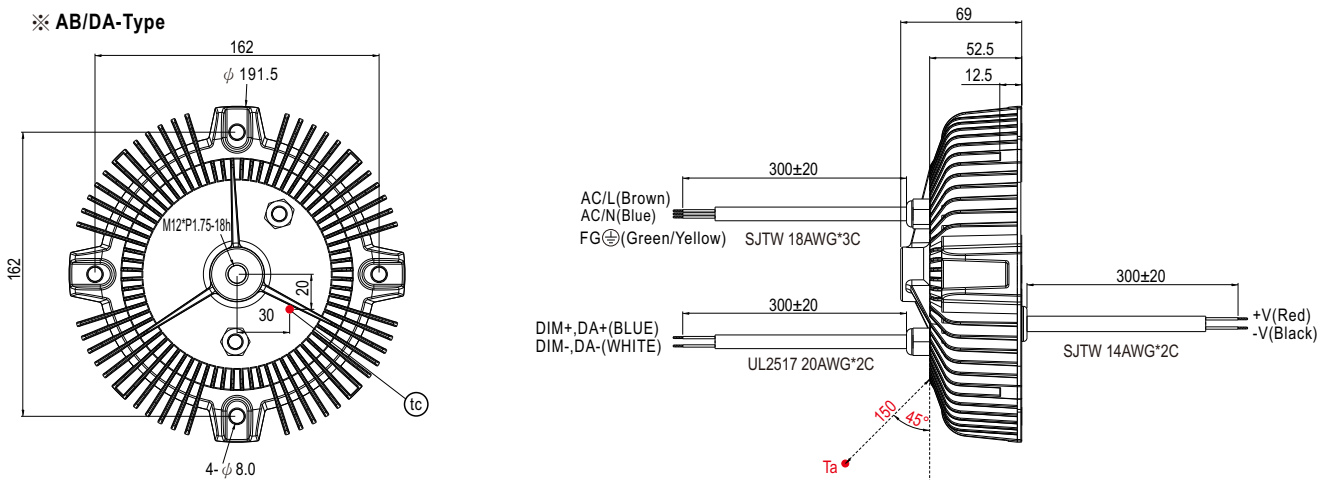 ※ AB/DA-Type
162
φ 191.5
162
M12*P1.75-18h
20
30
tc
4- φ 8.0
69
52.5
12.5
300±20
AC/L(Brown)
AC/N(Blue)
FG⏚(Green/Yellow)
SJTW 18AWG*3C
300±20
DIM+,DA+(BLUE)
DIM-,DA-(WHITE)
UL2517 20AWG*2C
300±20
+V(Red)
-V(Black)
SJTW 14AWG*2C
150
45°
Ta